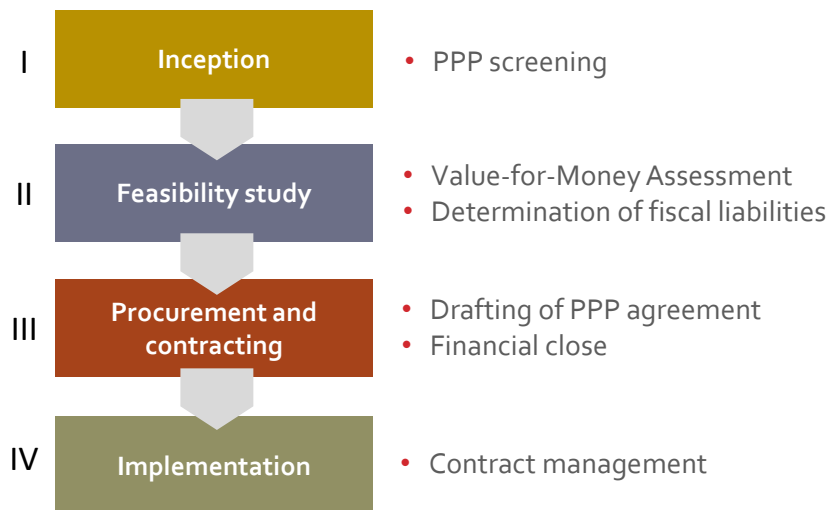 I
Inception
• PPP screening
II
Feasibility study
• Value-for-Money Assessment
• Determination of fiscal liabilities
III
Procurement and
contracting
• Drafting of PPP agreement
• Financial close
IV
Implementation
• Contract management